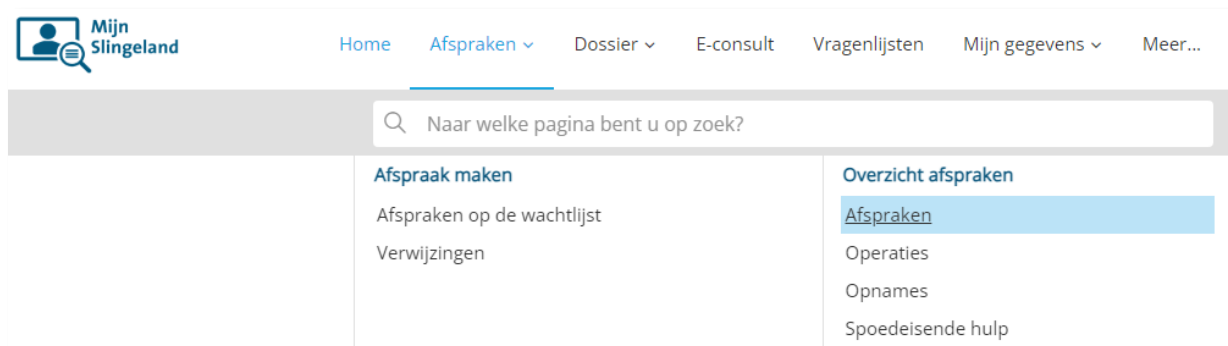 Mijn
Slingeland
Home Afspraken Dossier E-consult Vragenlijsten Mijn gegevens Meer...
Naar welke pagina bent u op zoek?
Afspraak maken
Afspraken op de wachtlijst
Verwijzingen
Overzicht afspraken
Afspraken
Operaties
Opnames
Spoedeisende hulp